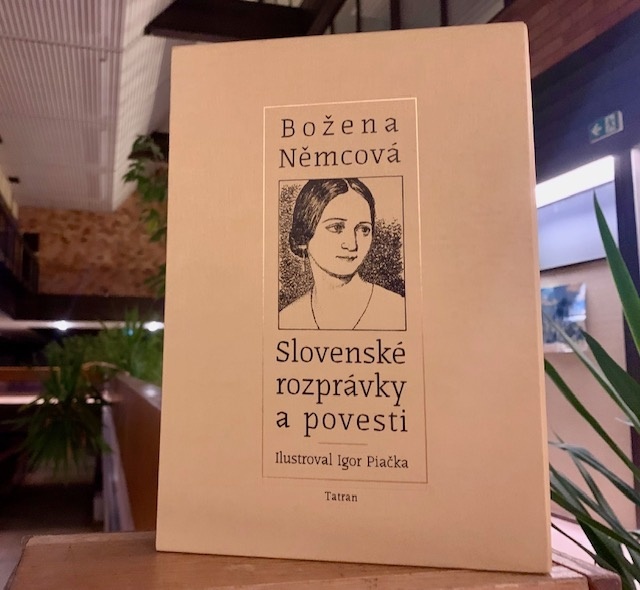 Božena
Němcová
Slovenské
rozprávky
a povesti
Ilustroval Igor Piačka
Tatran